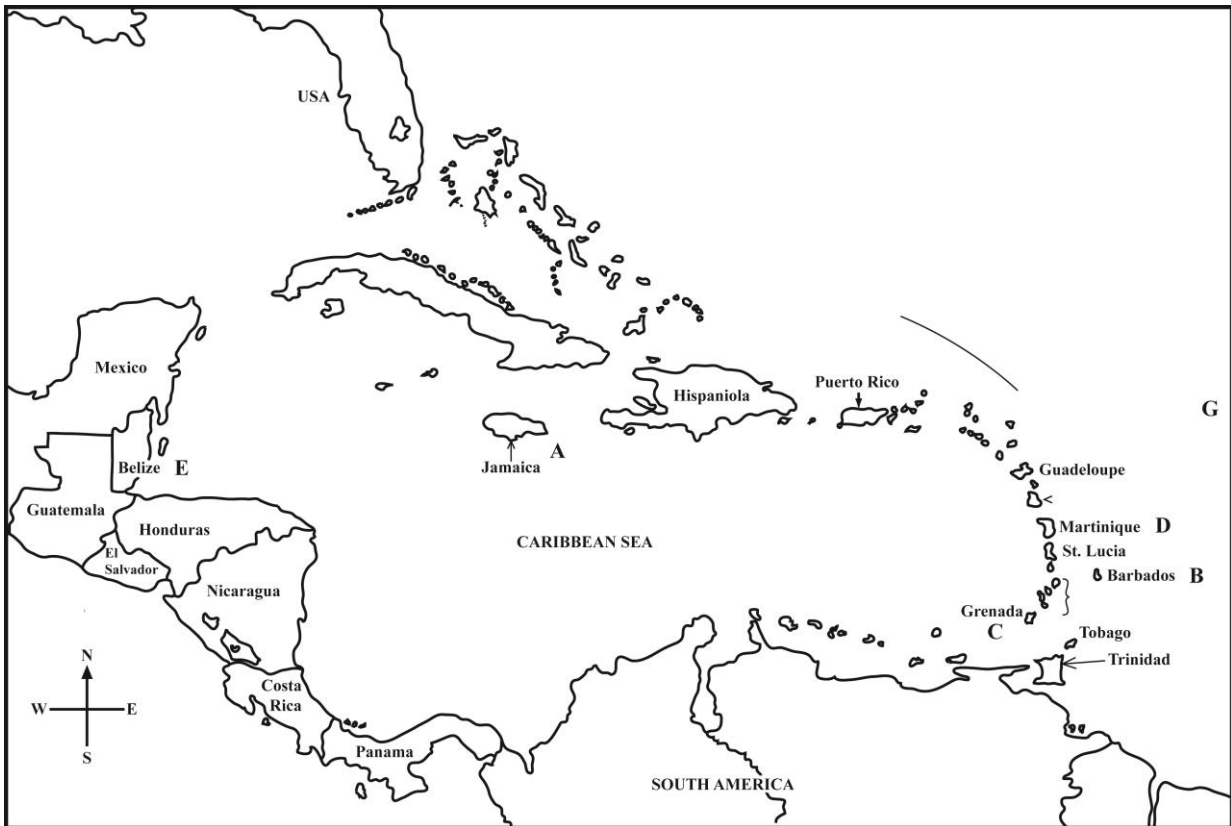 USA
Mexico
Hispaniola
Puerto Rico
G
Jamaica
A
Belize E
Guadeloupe
Guatemala
Honduras
Martinique D
El
Salvador
CARIBBEAN SEA
St. Lucia
Nicaragua
Barbados B
Grenada
C
Tobago
Trinidad
N
W E
S
Costa
Rica
Panama
SOUTH AMERICA